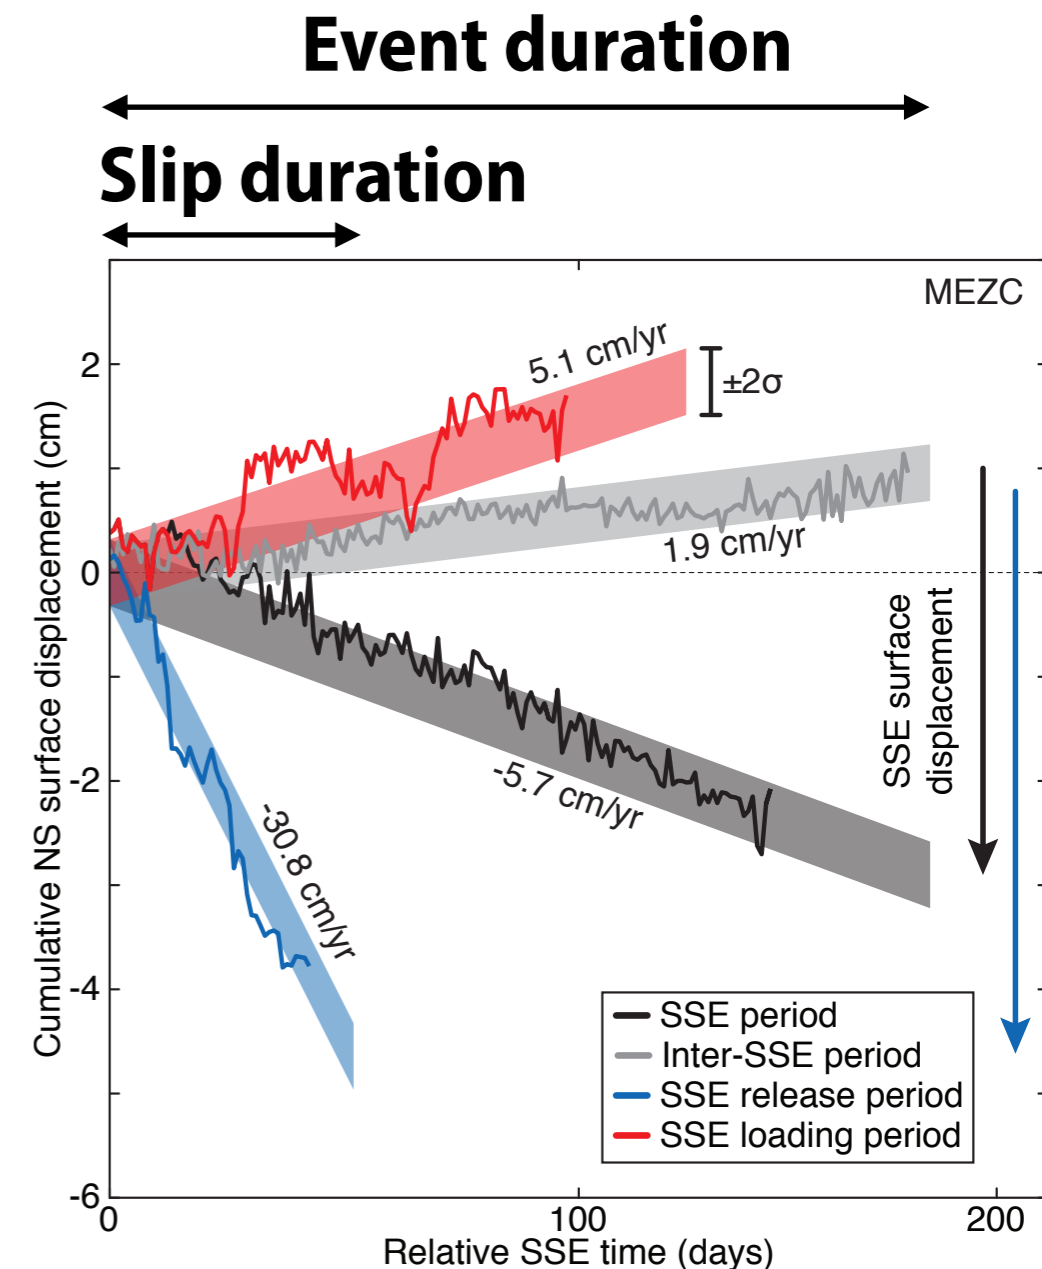 Event duration
Slip duration
MEZC
5.1 cm/yr
±2σ
1.9 cm/yr
-5.7 cm/yr
-30.8 cm/yr
SSE surface
displacement
Cumulative NS surface displacement (cm)
2
0
-2
-4
-6
SSE period
Inter-SSE period
SSE release period
SSE loading period
0
100
200
Relative SSE time (days)